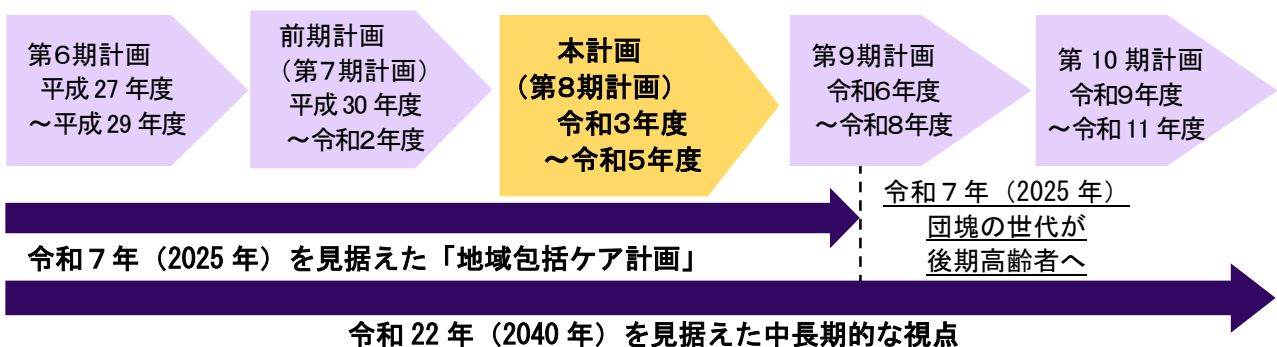 第６期計画
平成 27 年度
～平成 29 年度
前期計画
（第７期計画）
平成 30 年度
～令和２年度
本計画
（第８期計画）
令和３年度
～令和５年度
第９期計画
令和６年度
～令和８年度
第 10 期計画
令和９年度
～令和 11 年度
令和７年（2025 年）
団塊の世代が
後期高齢者へ
令和７年（2025 年）を見据えた「地域包括ケア計画」
令和 22 年（2040 年）を見据えた中長期的な視点